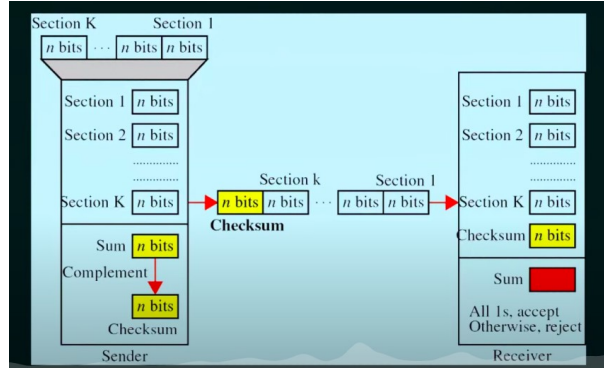 Section K Section 1
n bits ... n bits n bits
Section 1 n bits
Section 2 n bits
..............
..............
Section K n bits
Sum n bits
Complement
n bits
Checksum
Sender
Section k Section 1
n bits n bits ... n bits n bits
Checksum
Section 1 n bits
Section 2 n bits
..............
..............
Section K n bits
Checksum n bits
Sum
All 1s, accept
Otherwise, reject
Receiver